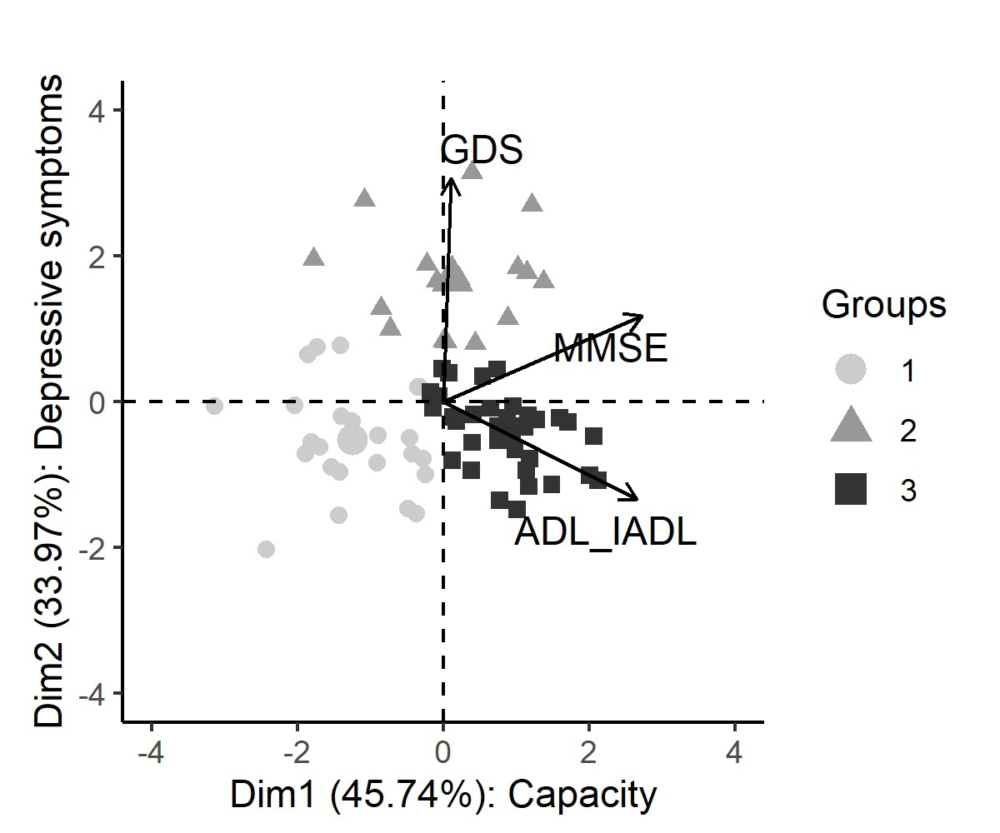 Dim2 (33.97%): Depressive symptoms
4
2
0
-2
-4
GDS
MMSE
ADL_IADL
-4
-2
0
2
4
Dim1 (45.74%): Capacity
Groups
1
2
3